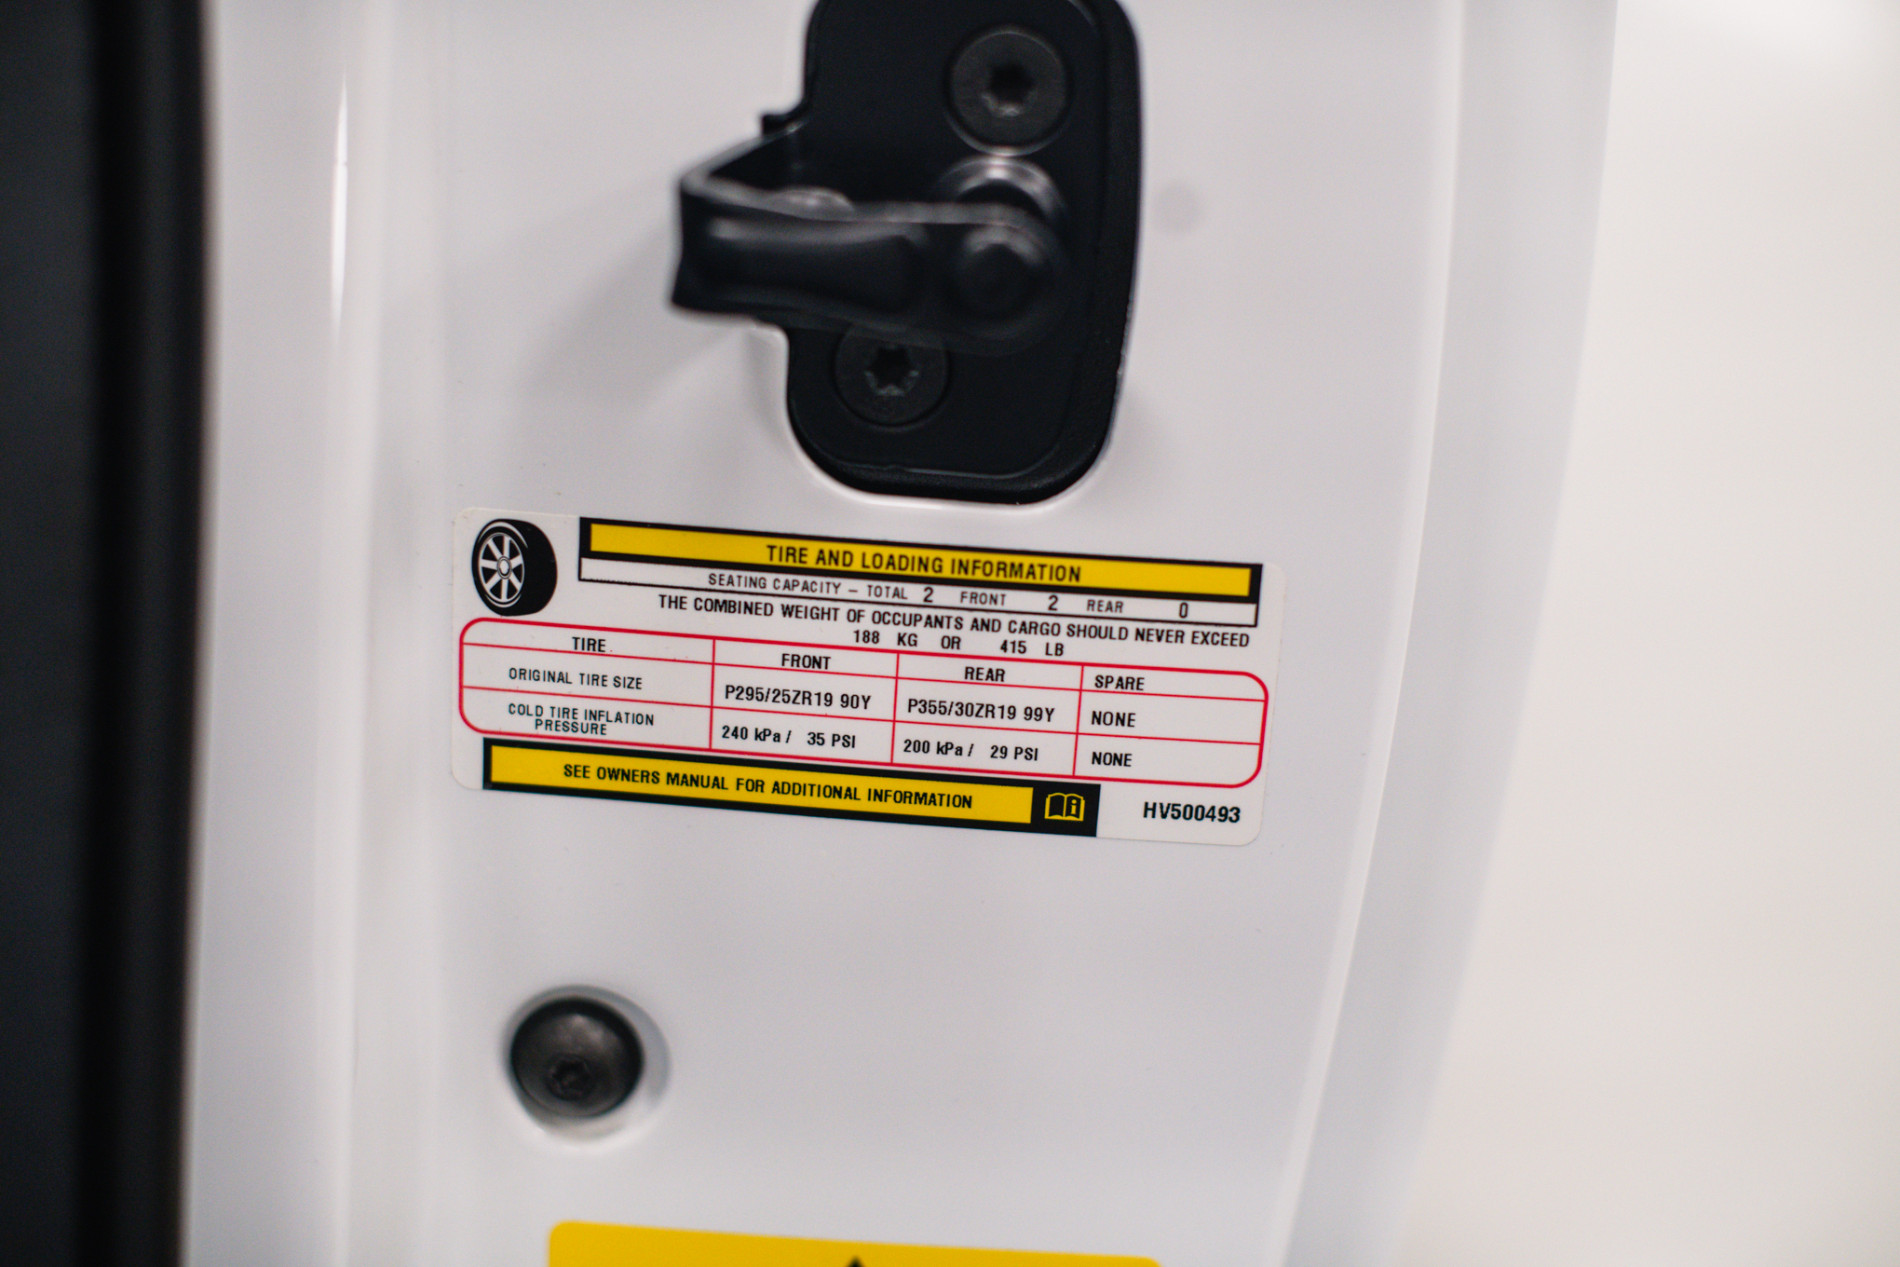 TIRE AND LOADING INFORMATION
SEATING CAPACITY – TOTAL 2 FRONT 2 REAR 0
THE COMBINED WEIGHT OF OCCUPANTS AND CARGO SHOULD NEVER EXCEED
188 KG OR 415 LB
TIRE FRONT REAR SPARE
ORIGINAL TIRE SIZE P295/25ZR19 90Y P355/30ZR19 99Y NONE
COLD TIRE INFLATION PRESSURE 240 kPa / 35 PSI 200 kPa / 29 PSI NONE
SEE OWNERS MANUAL FOR ADDITIONAL INFORMATION
HV500493